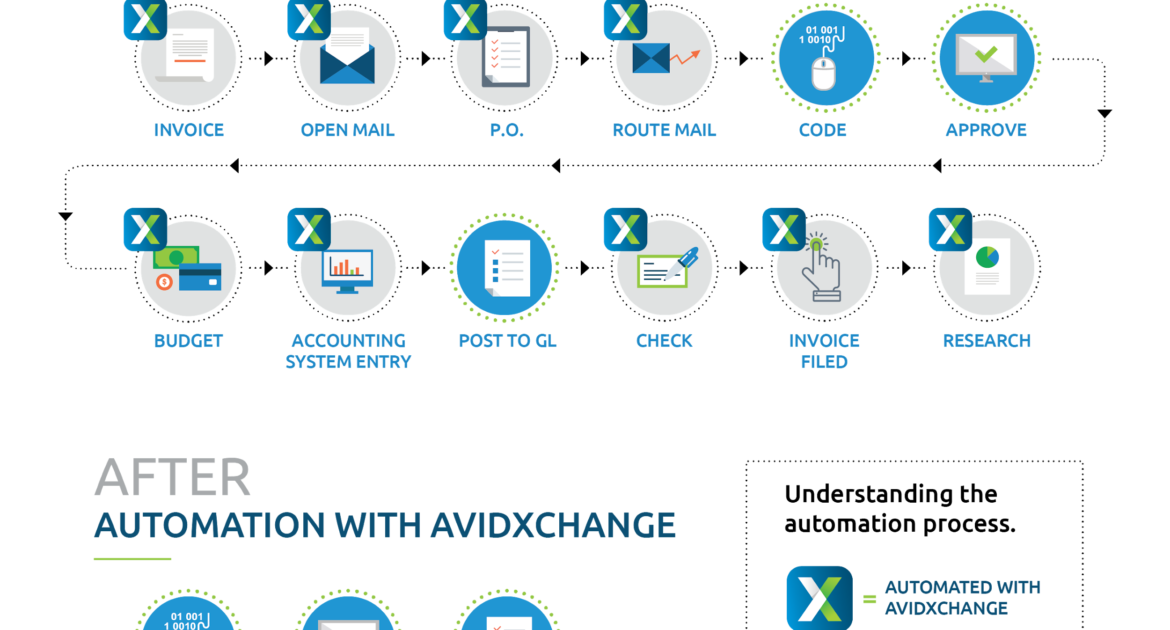 01 001
1 0010
INVOICE
OPEN MAIL
P.O.
ROUTE MAIL
CODE
APPROVE
$
BUDGET
ACCOUNTING
SYSTEM ENTRY
POST TO GL
CHECK
INVOICE
FILED
RESEARCH
AFTER
AUTOMATION WITH AVIDXCHANGE
Understanding the
automation process.
X
=
AUTOMATED WITH
AVIDXCHANGE
01 001
1 0010